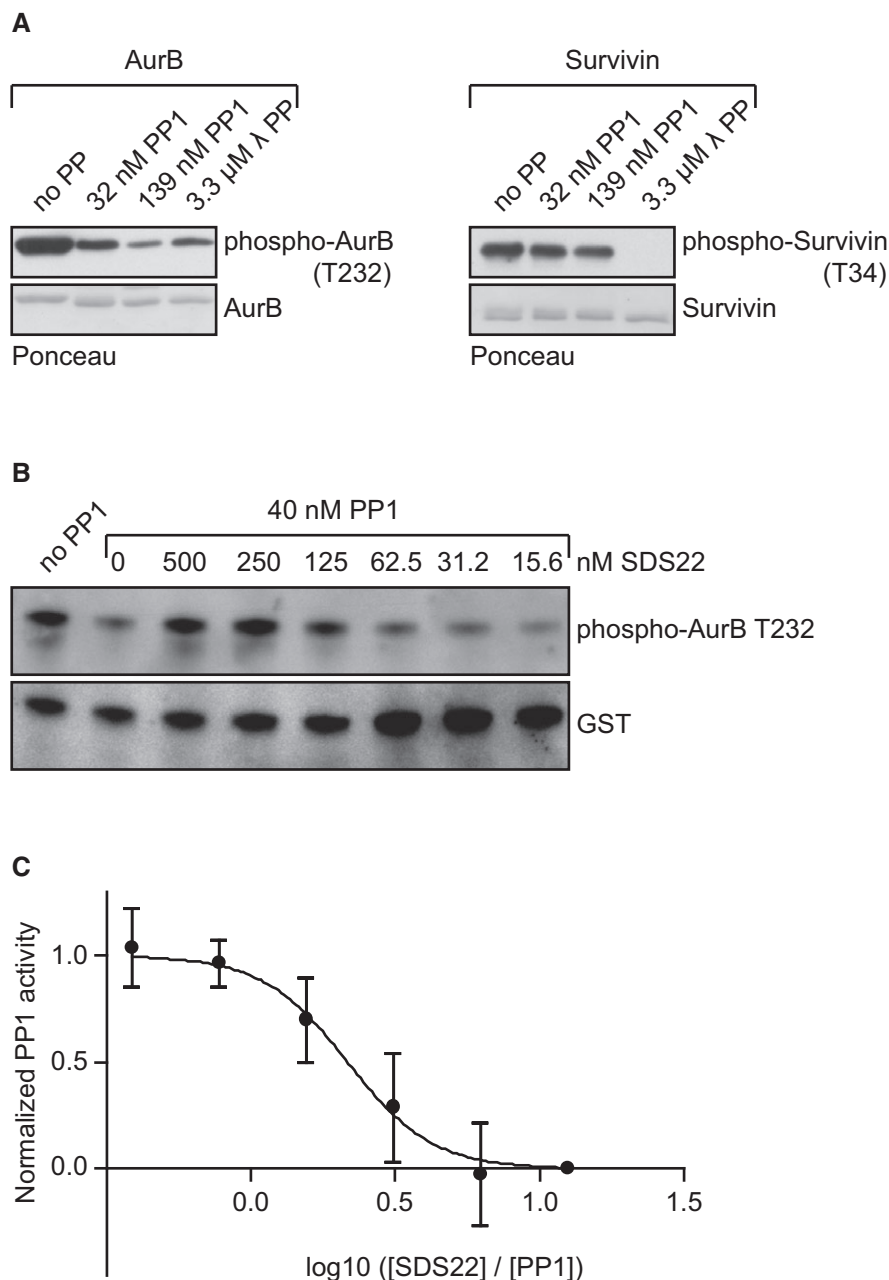 A
AurB
no PP
32 nM PP1
139 nM PP1
3.3 µM λ PP
phospho-AurB
(T232)
AurB
Ponceau
Survivin
no PP
32 nM PP1
139 nM PP1
3.3 µM λ PP
phospho-Survivin
(T34)
Survivin
Ponceau
B
no PP1
40 nM PP1
0 500 250 125 62.5 31.2 15.6 nM SDS22
phospho-AurB T232
GST
C
Normalized PP1 activity
1.0
0.5
0.0
0.0 0.5 1.0 1.5
log10 ([SDS22] / [PP1])